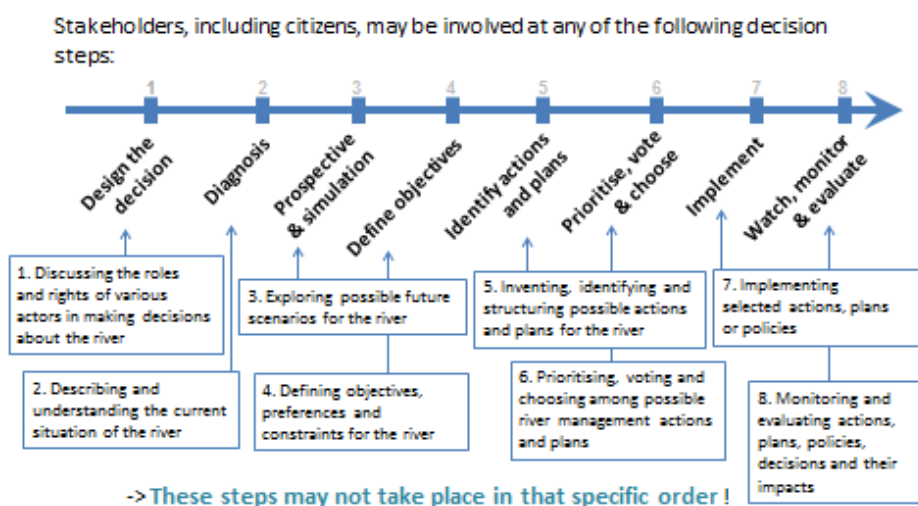 Stakeholders, including citizens, may be involved at any of the following decision
steps:
1
2
3
4
5
6
7
8
Design the
decision
Diagnosis
Prospective
& simulation
Define objectives
Identify actions
and plans
Prioritise, vote
& choose
Implement
Watch, monitor
& evaluate
1. Discussing the roles
and rights of various
actors in making decisions
about the river
2. Describing and
understanding the current
situation of the river
3. Exploring possible future
scenarios for the river
4. Defining objectives,
preferences and
constraints for the river
5. Inventing, identifying and
structuring possible actions
and plans for the river
6. Prioritising, voting and
choosing among possible
river management actions
and plans
7. Implementing
selected actions, plans
or policies
8. Monitoring and
evaluating actions,
plans, policies,
decisions and their
impacts
-> These steps may not take place in that specific order !